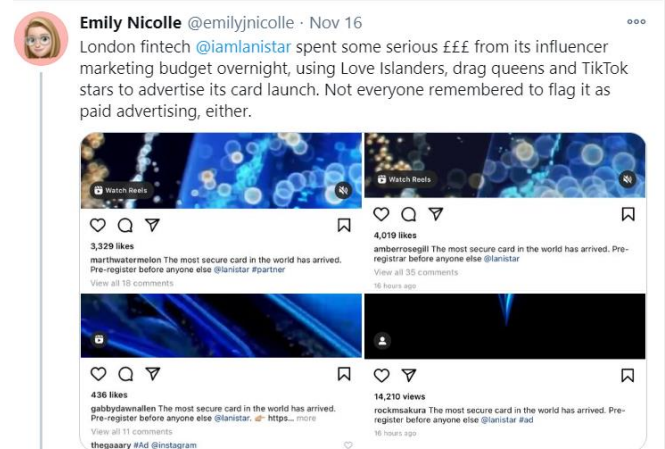 Emily Nicolle @emilyjnicolle · Nov 16
London fintech @iamlanistar spent some serious £££ from its influencer
marketing budget overnight, using Love Islanders, drag queens and TikTok
stars to advertise its card launch. Not everyone remembered to flag it as
paid advertising, either.
Watch Reels
3,329 likes
marthwatermelon The most secure card in the world has arrived.
Pre-register before anyone else @lanistar #partner
View all 18 comments
Watch Reels
4,019 likes
amberrosegill The most secure card in the world has arrived. Pre-
registrar before anyone else @lanistar
View all 35 comments
16 hours ago
436 likes
gabbydawnallen The most secure card in the world has arrived.
Pre-register before anyone else @lanistar. 👉🏼 https... more
View all 11 comments
thegaaary #Ad @instagram
14,210 views
rockmsakura The most secure card in the world has arrived. Pre-
register before anyone else @lanistar #ad
16 hours ago